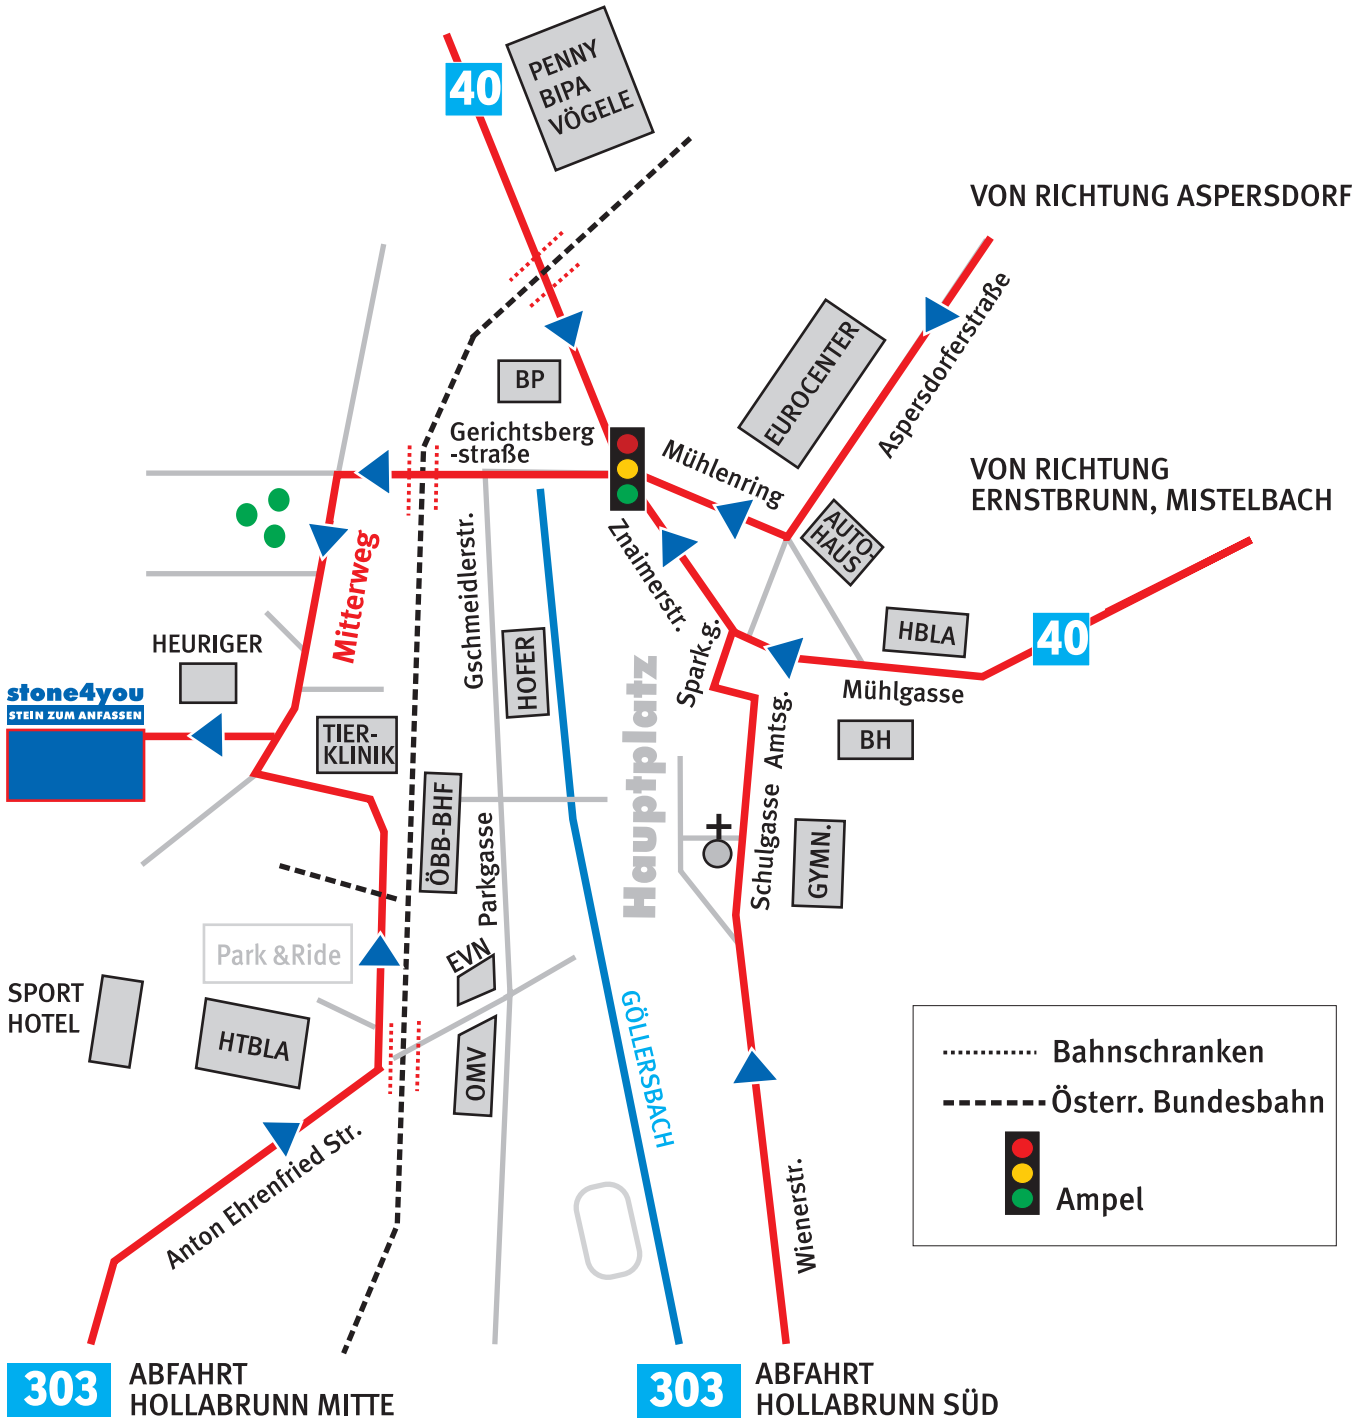 40
PENNY
BIPA
VÖGELE
VON RICHTUNG ASPERSDORF
Aspersdorferstraße
EUROCENTER
BP
Gerichtsberg
-straße
Mühlenring
VON RICHTUNG
ERNSTBRUNN, MISTELBACH
AUTO-
HAUS
Znaimerstr.
Gschmeidlerstr.
Mitterweg
HBLA
40
HEURIGER
HOFER
Spark.g.
Mühlgasse
stone4you
STEIN ZUM ANFASSEN
TIER-
KLINIK
Hauptplatz
Amtsg.
BH
ÖBB-BHF
Parkgasse
Schulgasse
GYMN.
Park &Ride
EVN
SPORT
HOTEL
HTBLA
OMV
GÖLLERSBACH
Bahnschranken
Österr. Bundesbahn
Ampel
Anton Ehrenfried Str.
Wienerstr.
303
ABFAHRT
HOLLABRUNN MITTE
303
ABFAHRT
HOLLABRUNN SÜD